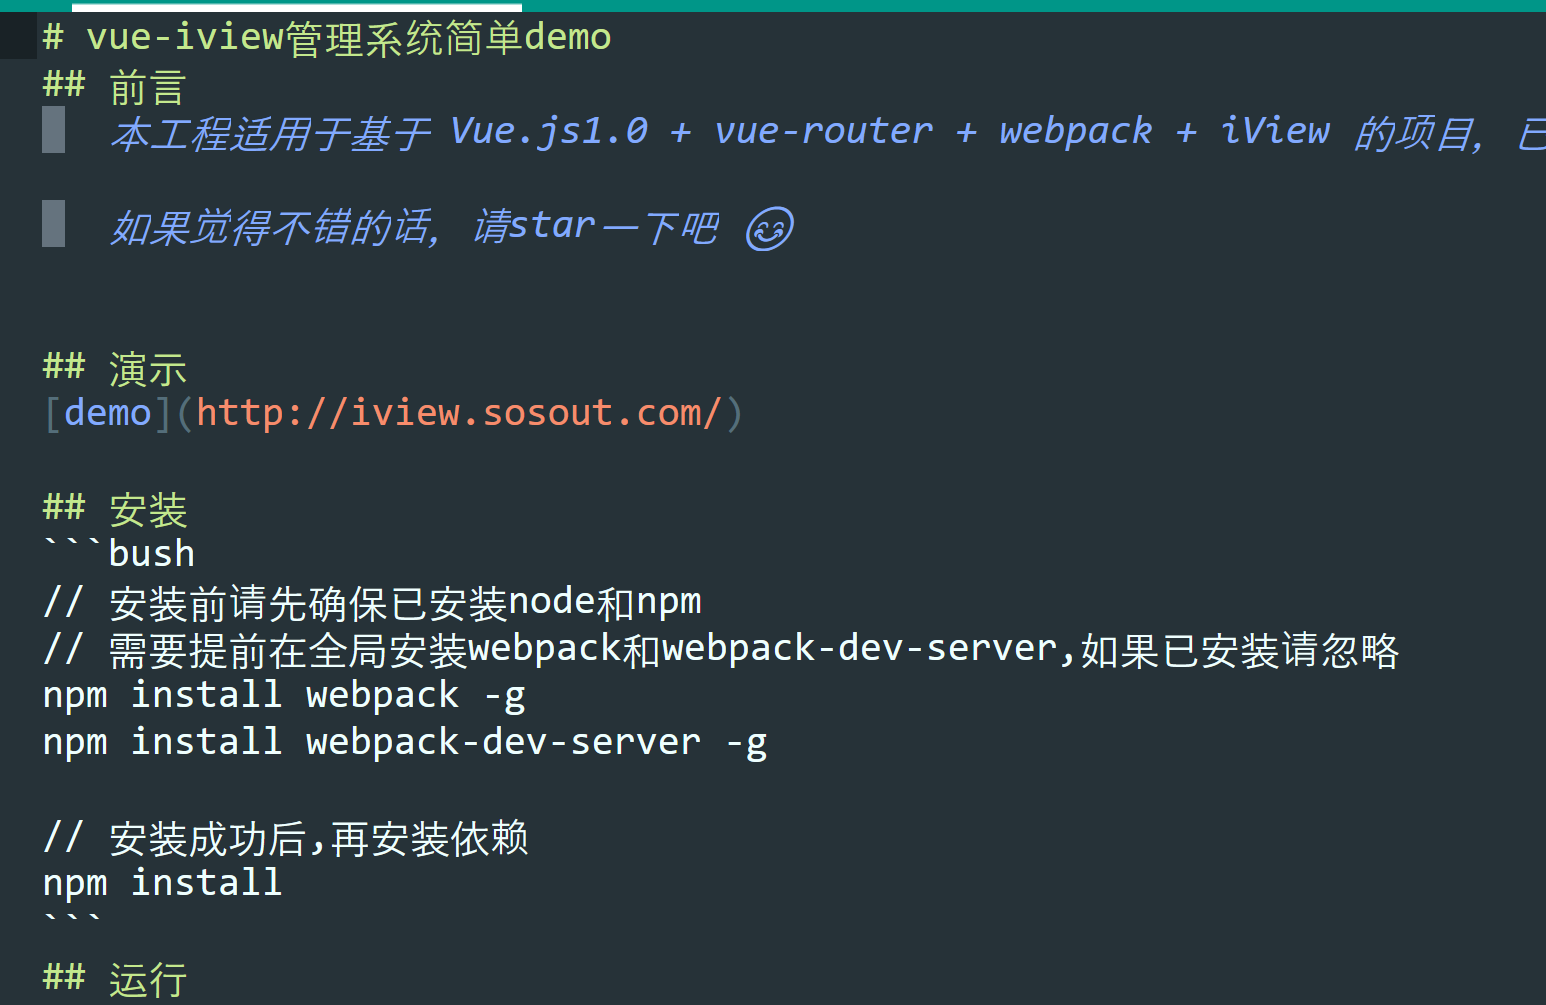 # vue-iview管理系统简单demo
## 前言
本工程适用于基于 Vue.js1.0 + vue-router + webpack + iView 的项目, 已
如果觉得不错的话, 请star一下吧 😊
## 演示
[demo](http://iview.sosout.com/)
## 安装
```bush
// 安装前请先确保已安装node和npm
// 需要提前在全局安装webpack和webpack-dev-server,如果已安装请忽略
npm install webpack -g
npm install webpack-dev-server -g
// 安装成功后,再安装依赖
npm install
```
## 运行